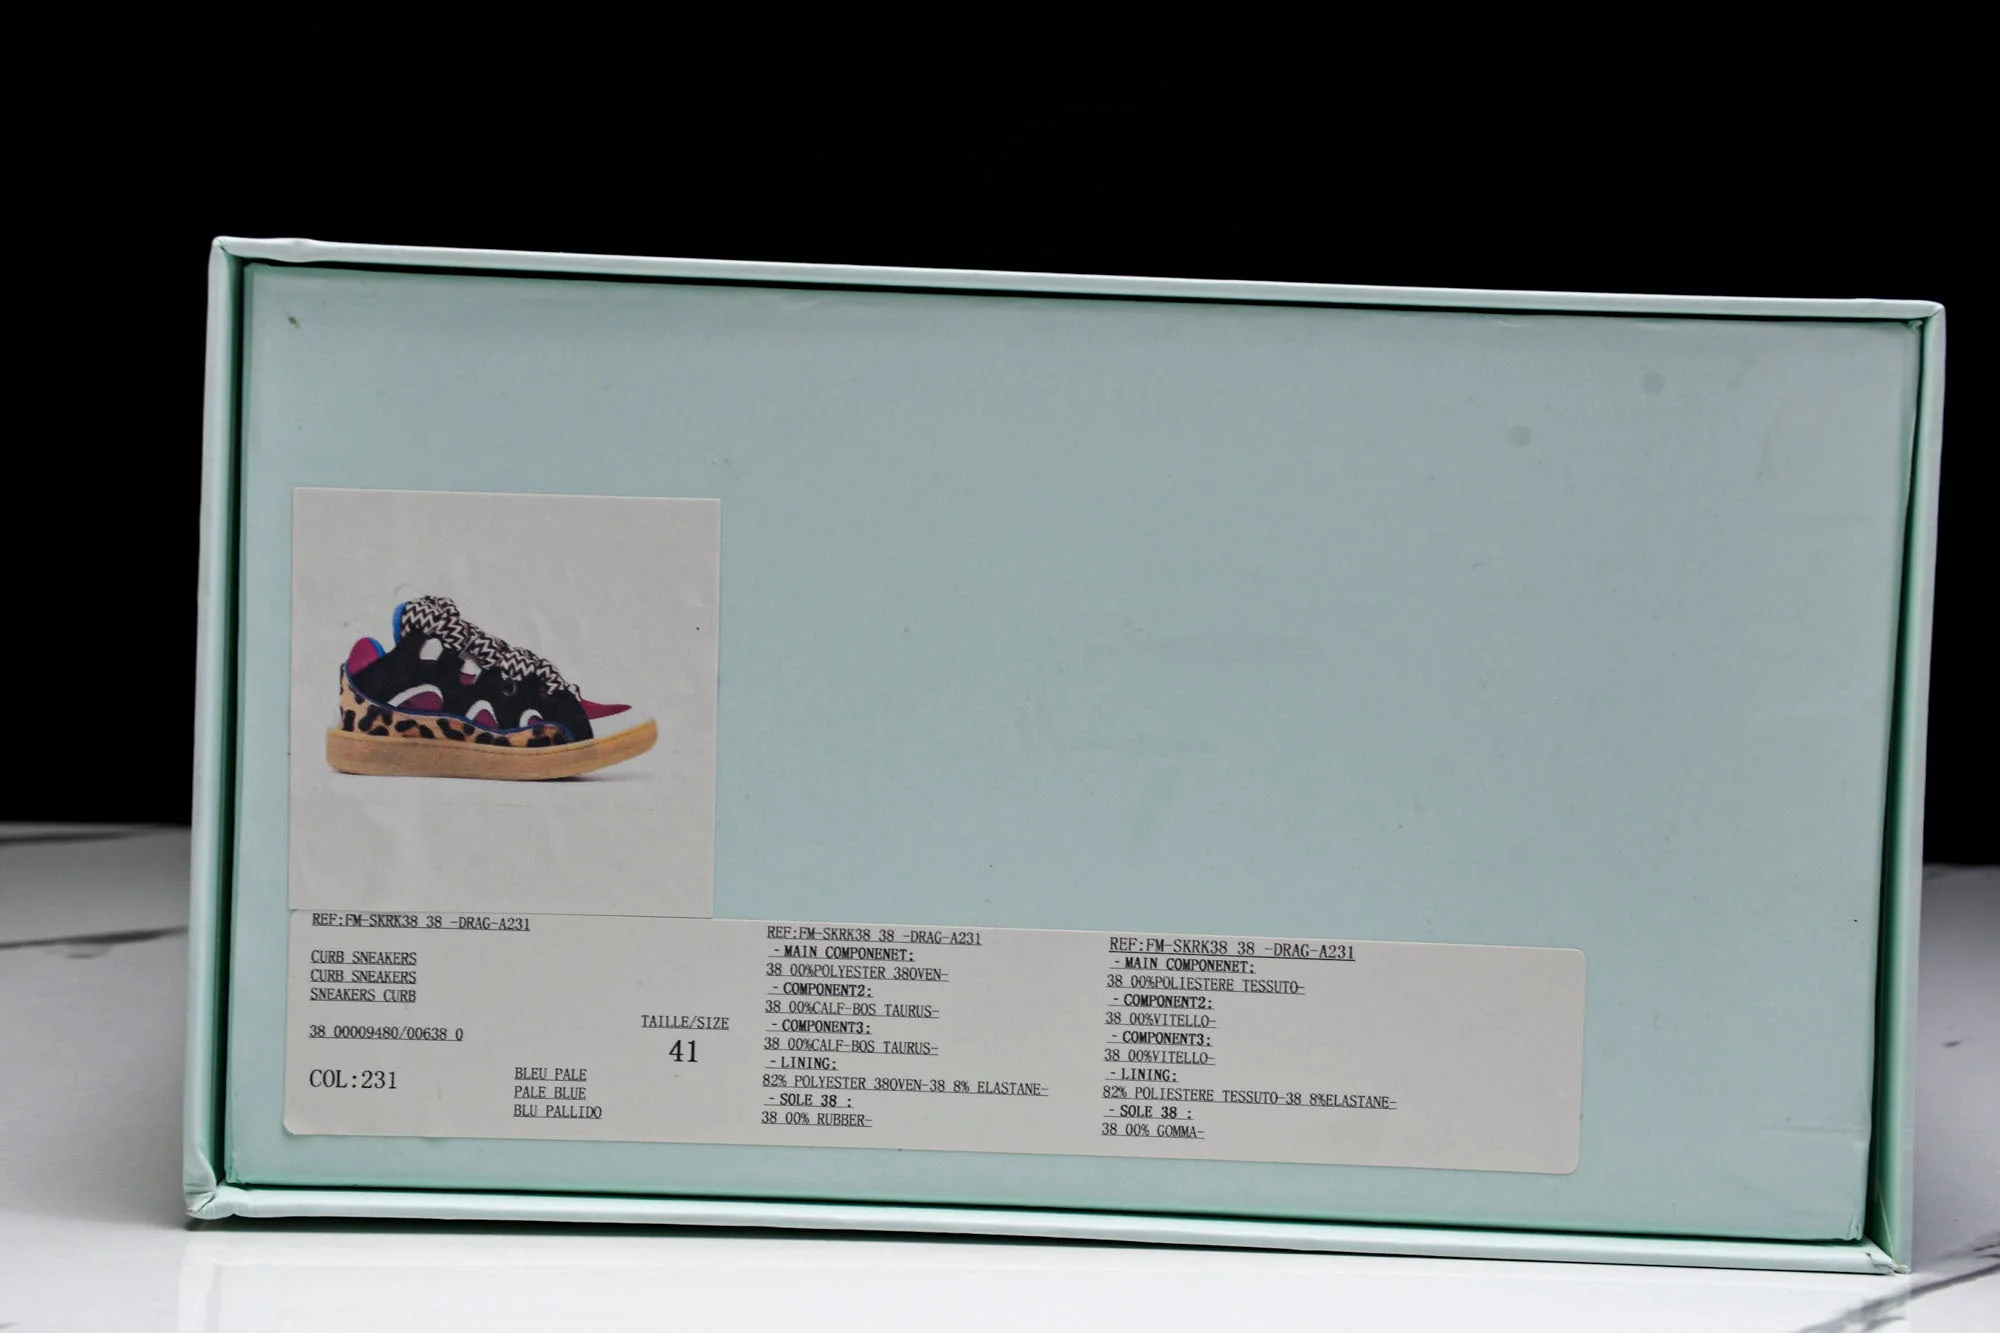 REF:FM-SKRK38 38 -DRAG-A231
CURB SNEAKERS
CURB SNEAKERS
SNEAKERS CURB
38 00009480/00638 0
COL:231
BLEU PALE
PALE BLUE
BLU PALLIDO
TAILLE/SIZE
41
REF:FM-SKRK38 38 -DRAG-A231
- MAIN COMPONENET:
38 00%POLYESTER 38OVEN-
- COMPONENT2:
38 00%CALF-BOS TAURUS-
- COMPONENT3:
38 00%CALF-BOS TAURUS-
- LINING:
82% POLYESTER 38OVEN-38 8% ELASTANE-
- SOLE 38 :
38 00% RUBBER-
REF:FM-SKRK38 38 -DRAG-A231
- MAIN COMPONENET:
38 00%POLIESTERE TESSUTO-
- COMPONENT2:
38 00%VITELLO-
- COMPONENT3:
38 00%VITELLO-
- LINING:
82% POLIESTERE TESSUTO-38 8%ELASTANE-
- SOLE 38 :
38 00% GOMMA-